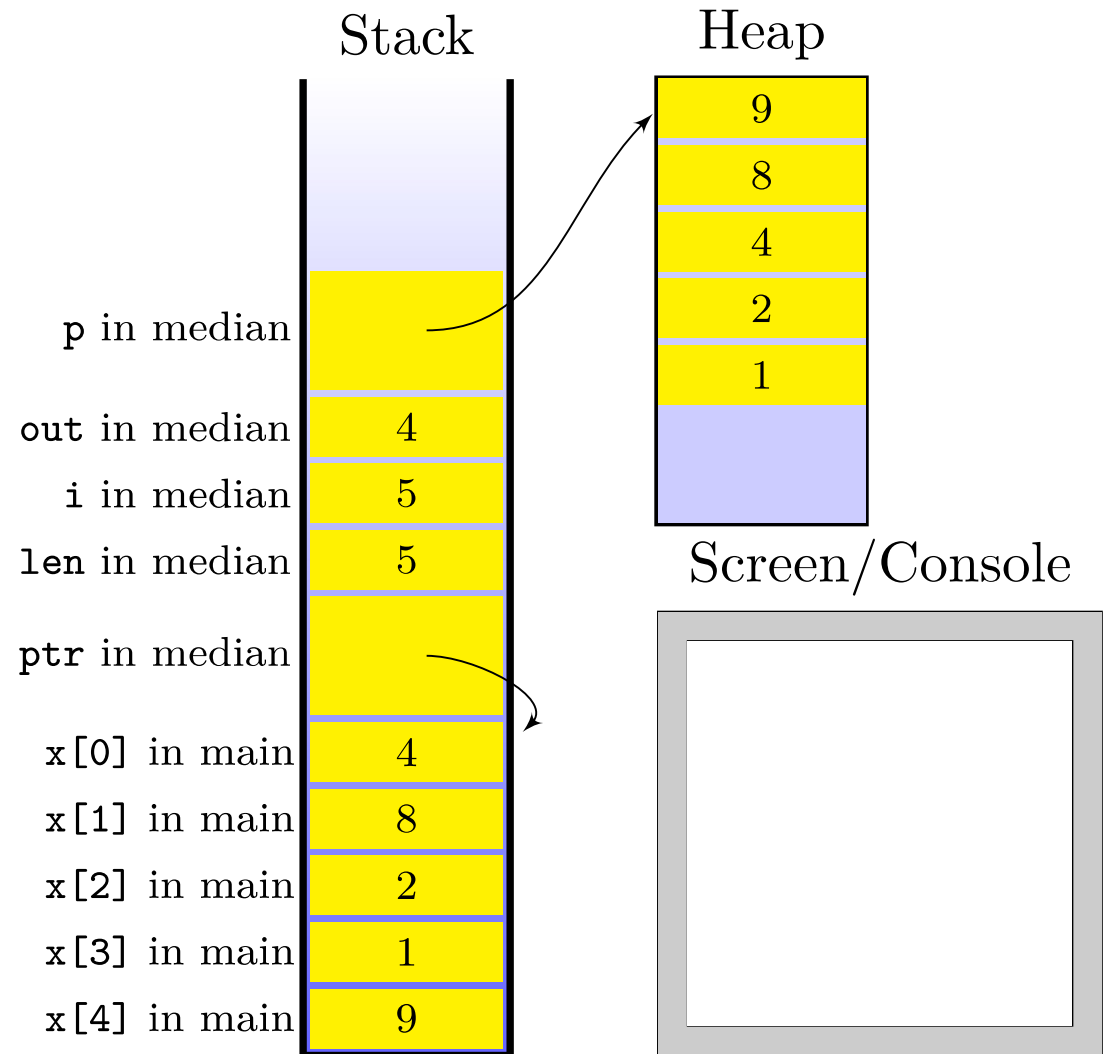 Stack
Heap
p in median
out in median 4
i in median 5
len in median 5
ptr in median
x[0] in main 4
x[1] in main 8
x[2] in main 2
x[3] in main 1
x[4] in main 9
9
8
4
2
1
Screen/Console